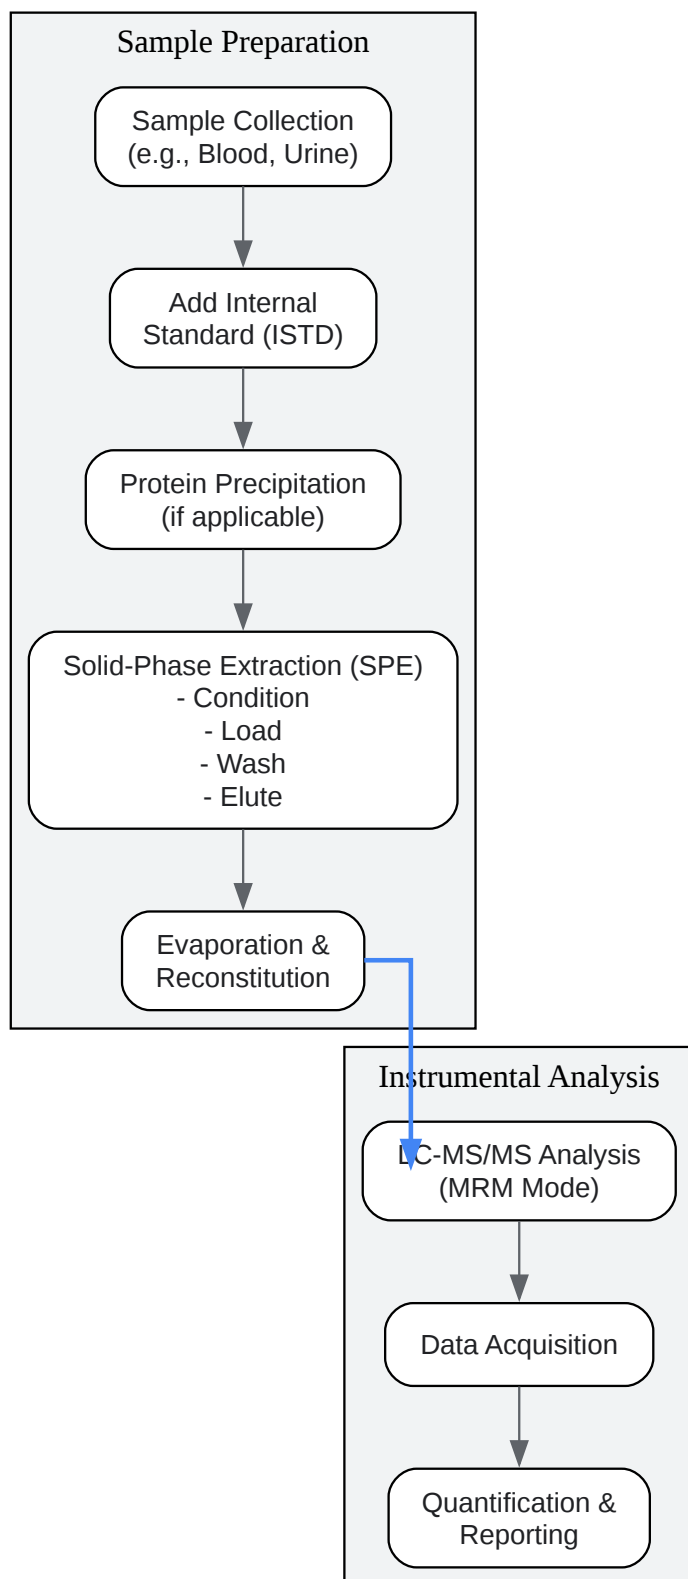 Sample Preparation
Sample Collection
(e.g., Blood, Urine)
Add Internal
Standard (ISTD)
Protein Precipitation
(if applicable)
Solid-Phase Extraction (SPE)
- Condition
- Load
- Wash
- Elute
Evaporation &
Reconstitution
Instrumental Analysis
LC-MS/MS Analysis
(MRM Mode)
Data Acquisition
Quantification &
Reporting